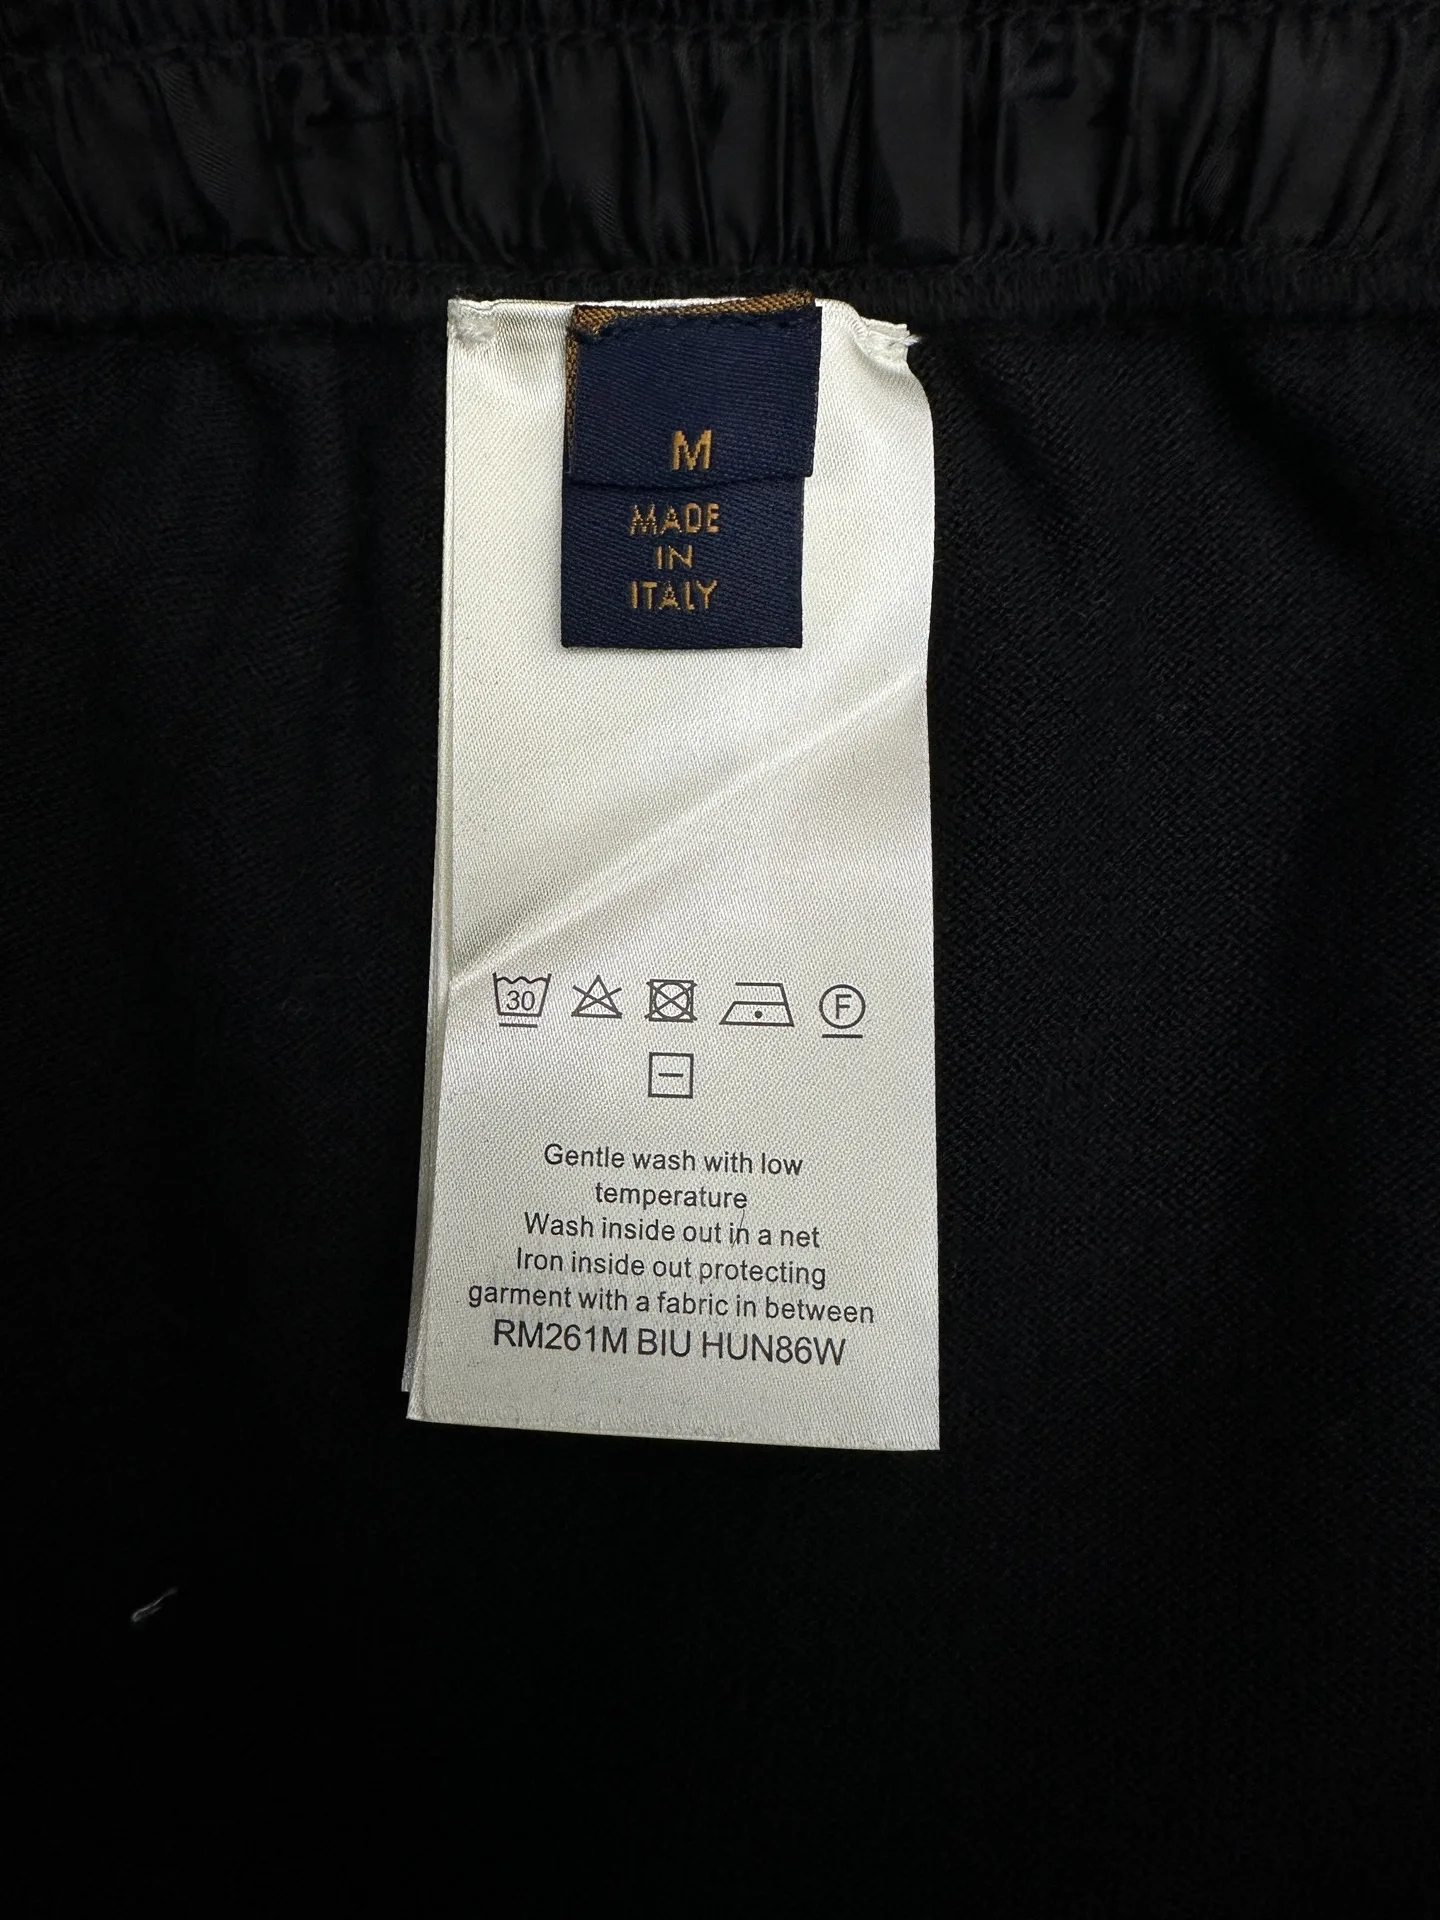 M
MADE
IN
ITALY
30
F
Gentle wash with low
temperature
Wash inside out in a net
Iron inside out protecting
garment with a fabric in between
RM261M BIU HUN86W